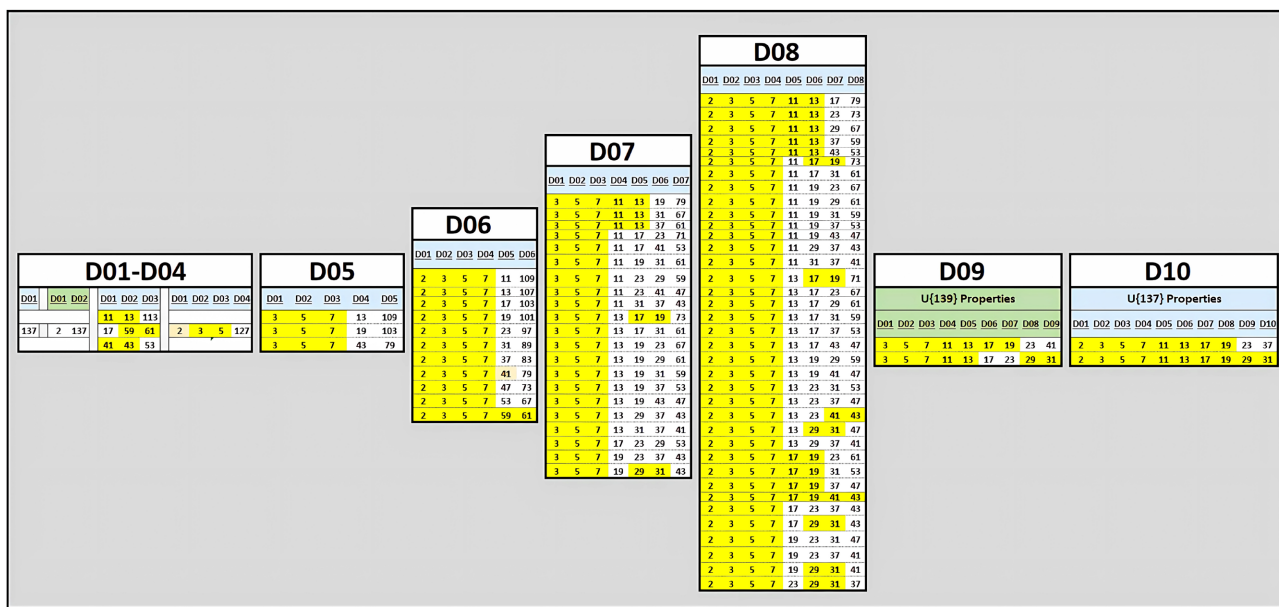 D01-D04
D01 D01 D02 D01 D02 D03 D01 D02 D03 D04
11 13 113
137 2 137 17 59 61 2 3 5 127
41 43 53
D05
D01 D02 D03 D04 D05
3 5 7 13 109
3 5 7 19 103
3 5 7 43 79
D06
D01 D02 D03 D04 D05 D06
2 3 5 7 11 109
2 3 5 7 13 107
2 3 5 7 17 103
2 3 5 7 19 101
2 3 5 7 23 97
2 3 5 7 31 89
2 3 5 7 37 83
2 3 5 7 41 79
2 3 5 7 47 73
2 3 5 7 53 67
2 3 5 7 59 61
D07
D01 D02 D03 D04 D05 D06 D07
3 5 7 11 13 19 79
3 5 7 11 13 31 67
3 5 7 11 13 37 61
3 5 7 11 17 23 71
3 5 7 11 17 41 53
3 5 7 11 19 31 61
3 5 7 11 23 29 59
3 5 7 11 23 41 47
3 5 7 11 31 37 43
3 5 7 13 17 19 73
3 5 7 13 17 31 61
3 5 7 13 19 23 67
3 5 7 13 19 29 61
3 5 7 13 19 31 59
3 5 7 13 19 37 53
3 5 7 13 19 43 47
3 5 7 13 29 37 43
3 5 7 13 31 37 41
3 5 7 17 23 29 53
3 5 7 19 23 37 43
3 5 7 19 29 31 43
D08
D01 D02 D03 D04 D05 D06 D07 D08
2 3 5 7 11 13 17 79
2 3 5 7 11 13 23 73
2 3 5 7 11 13 29 67
2 3 5 7 11 13 37 59
2 3 5 7 11 13 43 53
2 3 5 7 11 17 19 73
2 3 5 7 11 17 31 61
2 3 5 7 11 19 23 67
2 3 5 7 11 19 29 61
2 3 5 7 11 19 31 59
2 3 5 7 11 19 37 53
2 3 5 7 11 19 43 47
2 3 5 7 11 29 37 43
2 3 5 7 11 31 37 41
2 3 5 7 13 17 19 71
2 3 5 7 13 17 23 67
2 3 5 7 13 17 29 61
2 3 5 7 13 17 31 59
2 3 5 7 13 17 37 53
2 3 5 7 13 17 43 47
2 3 5 7 13 19 29 59
2 3 5 7 13 19 41 47
2 3 5 7 13 23 31 53
2 3 5 7 13 23 37 47
2 3 5 7 13 23 41 43
2 3 5 7 13 29 31 47
2 3 5 7 13 29 37 41
2 3 5 7 17 19 23 61
2 3 5 7 17 19 31 53
2 3 5 7 17 19 37 47
2 3 5 7 17 19 41 43
2 3 5 7 17 23 37 43
2 3 5 7 17 29 31 43
2 3 5 7 19 23 31 47
2 3 5 7 19 23 37 41
2 3 5 7 19 29 31 41
2 3 5 7 23 29 31 37
D09
U{139} Properties
D01 D02 D03 D04 D05 D06 D07 D08 D09
3 5 7 11 13 17 19 23 41
3 5 7 11 13 17 23 29 31
D10
U{137} Properties
D01 D02 D03 D04 D05 D06 D07 D08 D09 D10
2 3 5 7 11 13 17 19 23 37
2 3 5 7 11 13 17 19 29 31